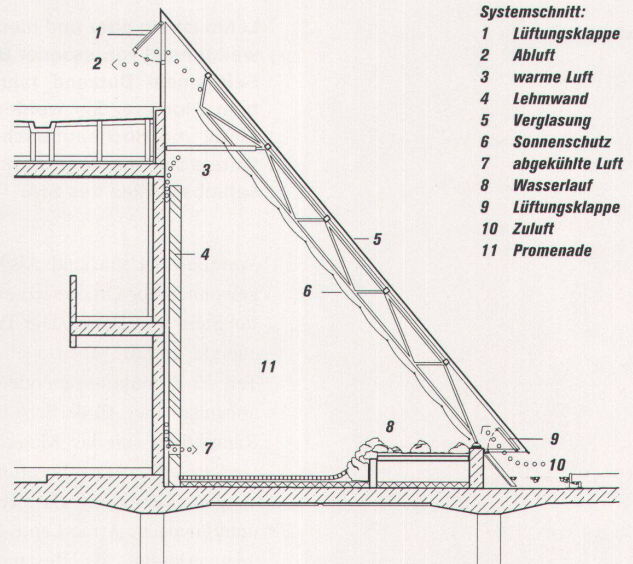 Systemschnitt:
1 Lüftungsklappe
2 Abluft
3 warme Luft
4 Lehmwand
5 Verglasung
6 Sonnenschutz
7 abgekühlte Luft
8 Wasserlauf
9 Lüftungsklappe
10 Zuluft
11 Promenade
1
2
3
4
5
6
11
8
7
9
10